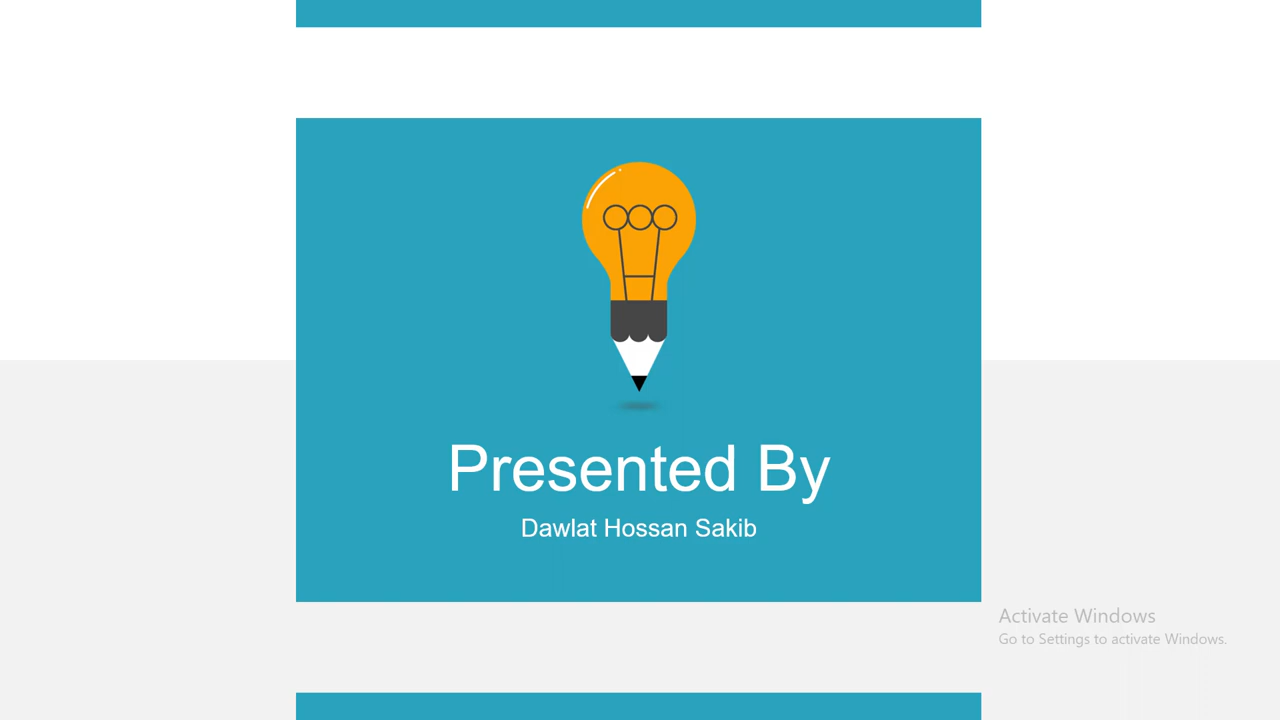 Presented By
Dawlat Hossan Sakib
Activate Windows
Go to Settings to activate Windows.